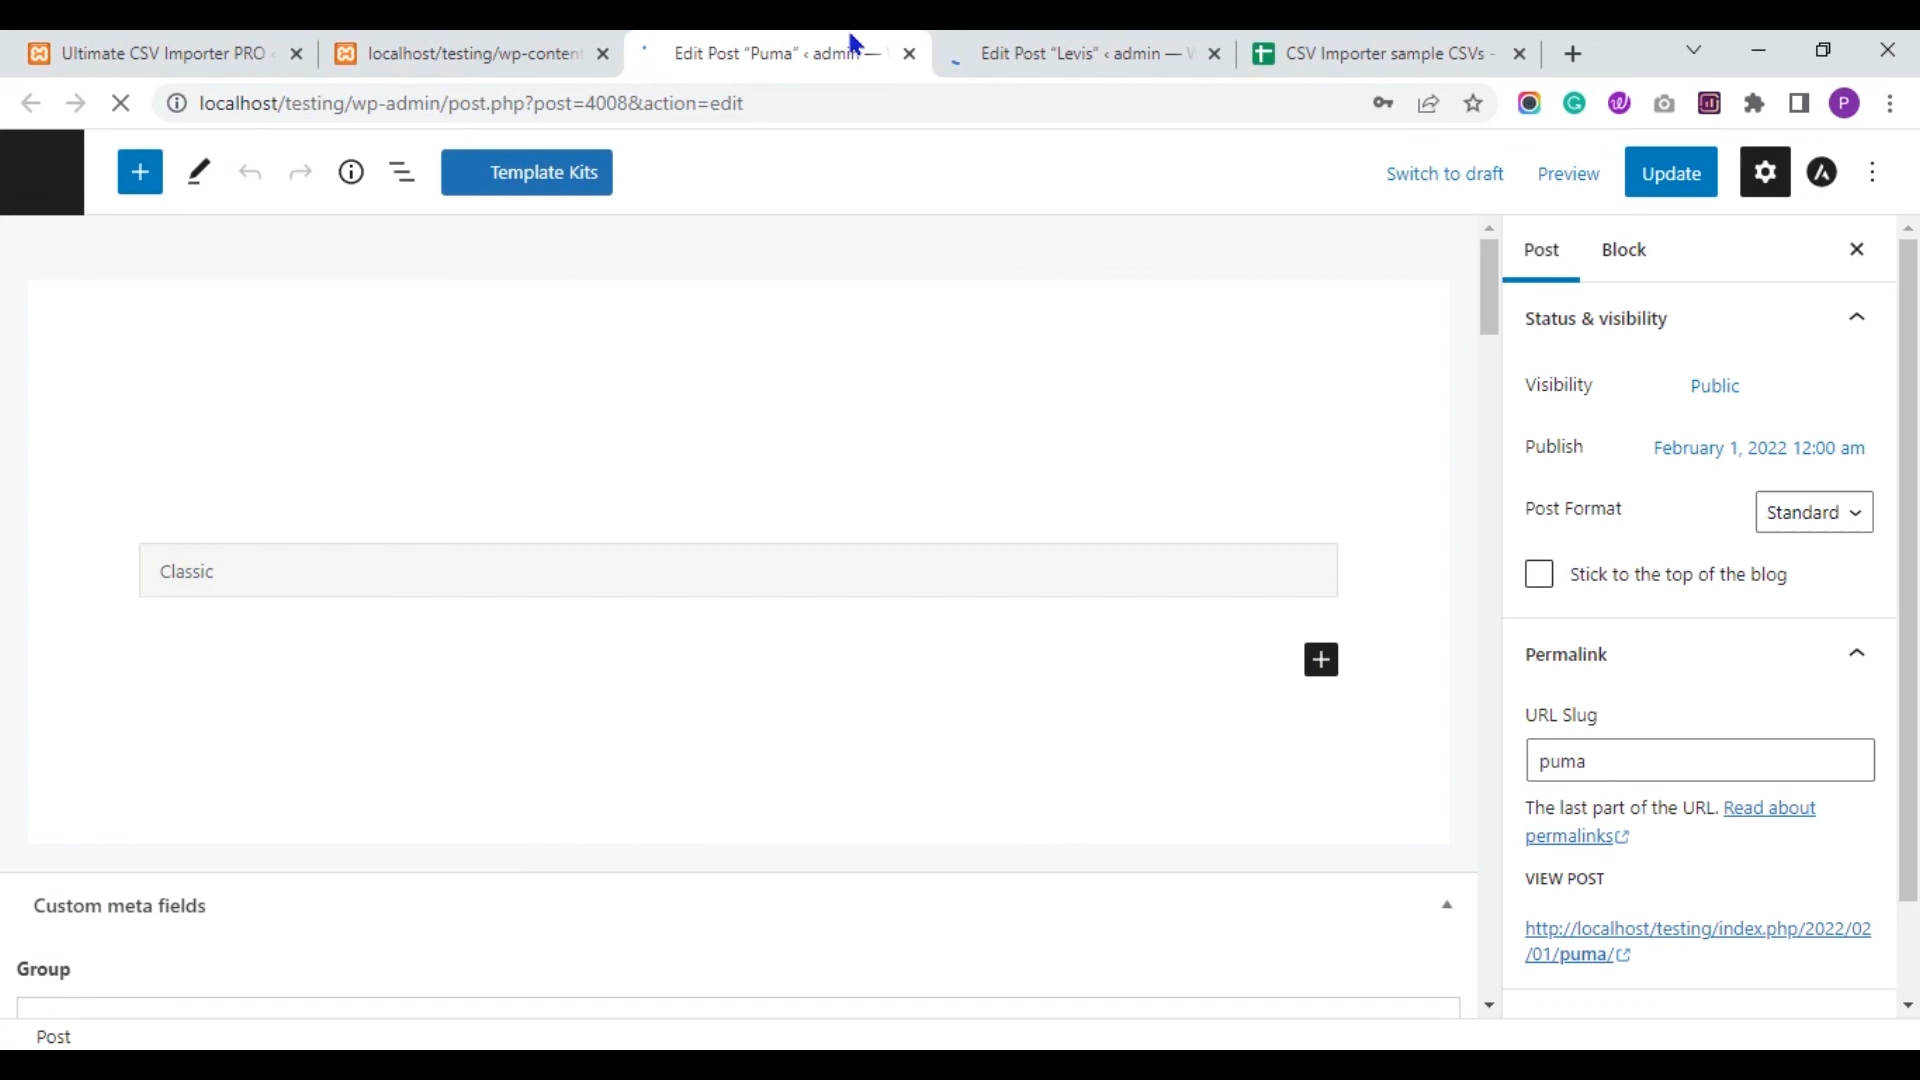 Ultimate CSV Importer PRO
localhost/testing/wp-content
Edit Post “Puma” ‹ admin —
Edit Post “Levis” ‹ admin —
CSV Importer sample CSVs -
localhost/testing/wp-admin/post.php?post=4008&action=edit
P
Template Kits
Switch to draft
Preview
Update
Post
Block
Status & visibility
Visibility
Public
Publish
February 1, 2022 12:00 am
Post Format
Standard
Stick to the top of the blog
Classic
Permalink
URL Slug
puma
The last part of the URL. Read about
permalinks
VIEW POST
http://localhost/testing/index.php/2022/02
/01/puma/
Custom meta fields
Group
Post